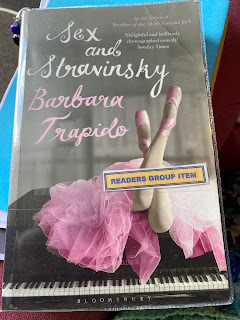 Sex
and
Stravinsky
By the author of
Brother of the More Famous Jack
'Delightful and brilliantly
choreographed comedy'
Sunday Times
Barbara
Trapido
READERS GROUP ITEM
BLOOMSBURY